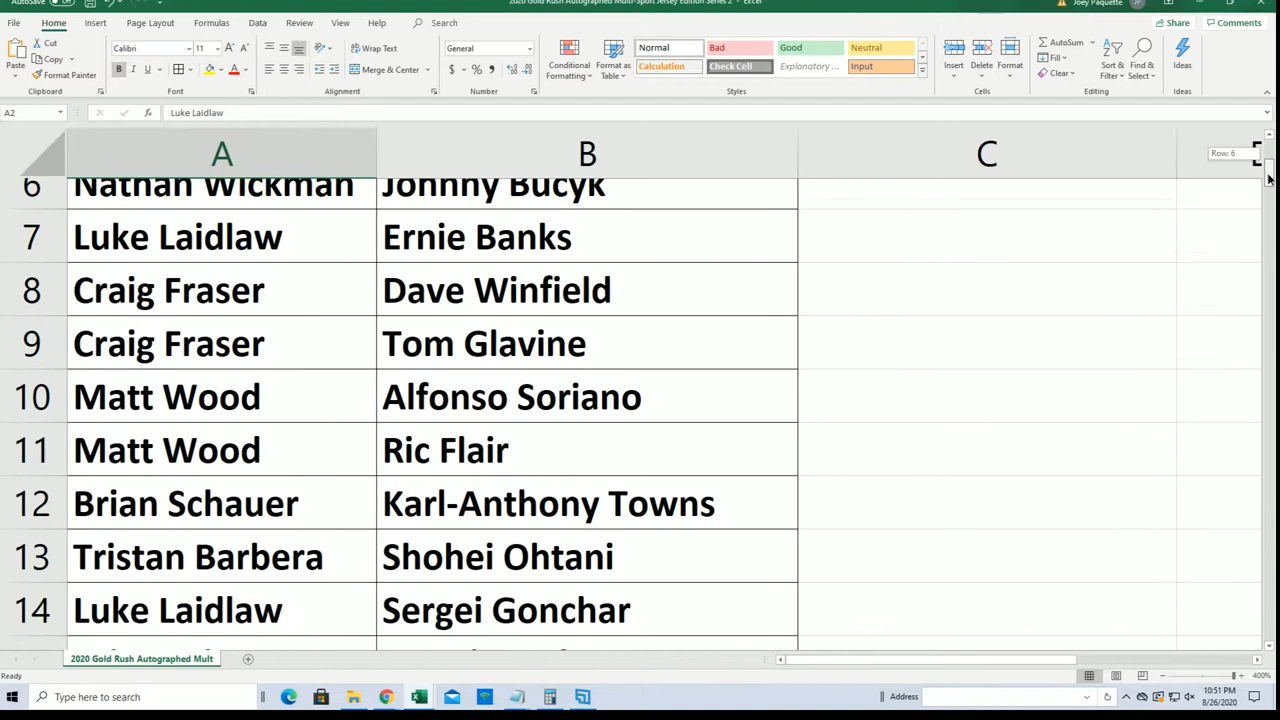 AutoSave Off 2020 Gold Rush Autographed Multi-Sport Jersey Edition Series 2 - Excel Joey Paquette JP
File Home Insert Page Layout Formulas Data Review View Help Search Share Comments
Cut Calibri 11 Wrap Text General Normal Bad Good Neutral AutoSum
Copy Fill
Paste Format Painter Merge & Center Conditional Formatting Format as Table Calculation Check Cell Explanatory ... Input Insert Delete Format Clear Sort & Filter Find & Select Ideas
Clipboard Font Alignment Number Styles Cells Editing Ideas
A2 Luke Laidlaw
A B C
Row: 6
6 Nathan Wickman Johnny Bucyk
7 Luke Laidlaw Ernie Banks
8 Craig Fraser Dave Winfield
9 Craig Fraser Tom Glavine
10 Matt Wood Alfonso Soriano
11 Matt Wood Ric Flair
12 Brian Schauer Karl-Anthony Towns
13 Tristan Barbera Shohei Ohtani
14 Luke Laidlaw Sergei Gonchar
2020 Gold Rush Autographed Mult
Ready 400%
Type here to search Address 10:51 PM
8/26/2020